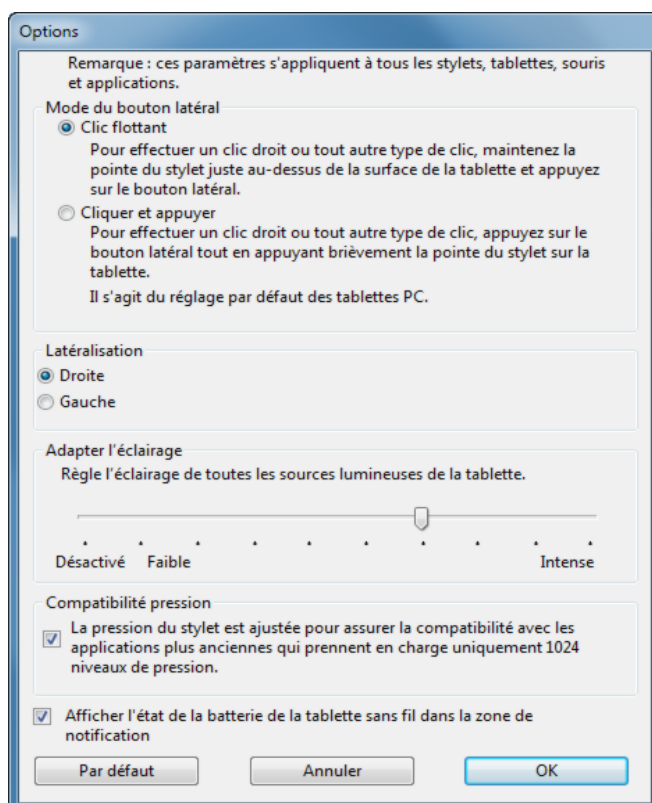 Options
Remarque : ces paramètres s'appliquent à tous les stylets, tablettes, souris
et applications.
Mode du bouton latéral
Clic flottant
Pour effectuer un clic droit ou tout autre type de clic, maintenez la
pointe du stylet juste au-dessus de la surface de la tablette et appuyez
sur le bouton latéral.
Cliquer et appuyer
Pour effectuer un clic droit ou tout autre type de clic, appuyez sur le
bouton latéral tout en appuyant brièvement la pointe du stylet sur la
tablette.
Il s'agit du réglage par défaut des tablettes PC.
Latéralisation
Droite
Gauche
Adapter l'éclairage
Règle l'éclairage de toutes les sources lumineuses de la tablette.
Désactivé Faible Intense
Compatibilité pression
La pression du stylet est ajustée pour assurer la compatibilité avec les
applications plus anciennes qui prennent en charge uniquement 1024
niveaux de pression.
Afficher l'état de la batterie de la tablette sans fil dans la zone de
notification
Par défaut Annuler OK